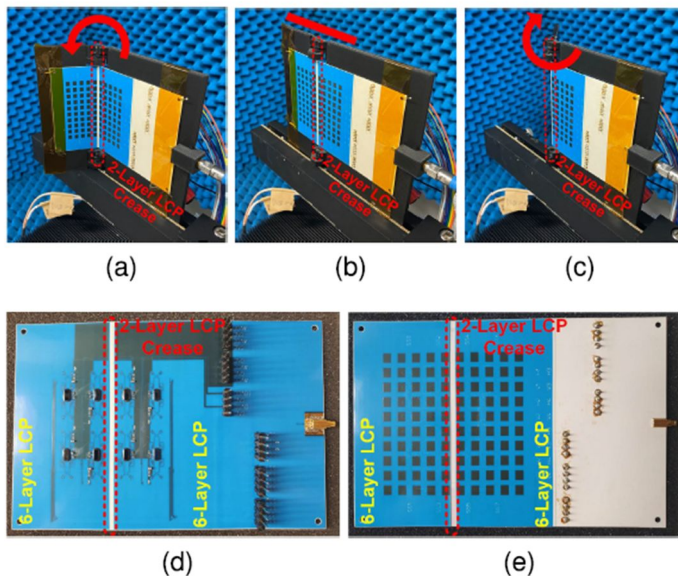 2-Layer LCP
Crease
(a)
2-Layer LCP
Crease
(b)
2-Layer LCP
Crease
(c)
2-Layer LCP
Crease
6-Layer LCP
6-Layer LCP
(d)
2-Layer LCP
Crease
6-Layer LCP
6-Layer LCP
(e)